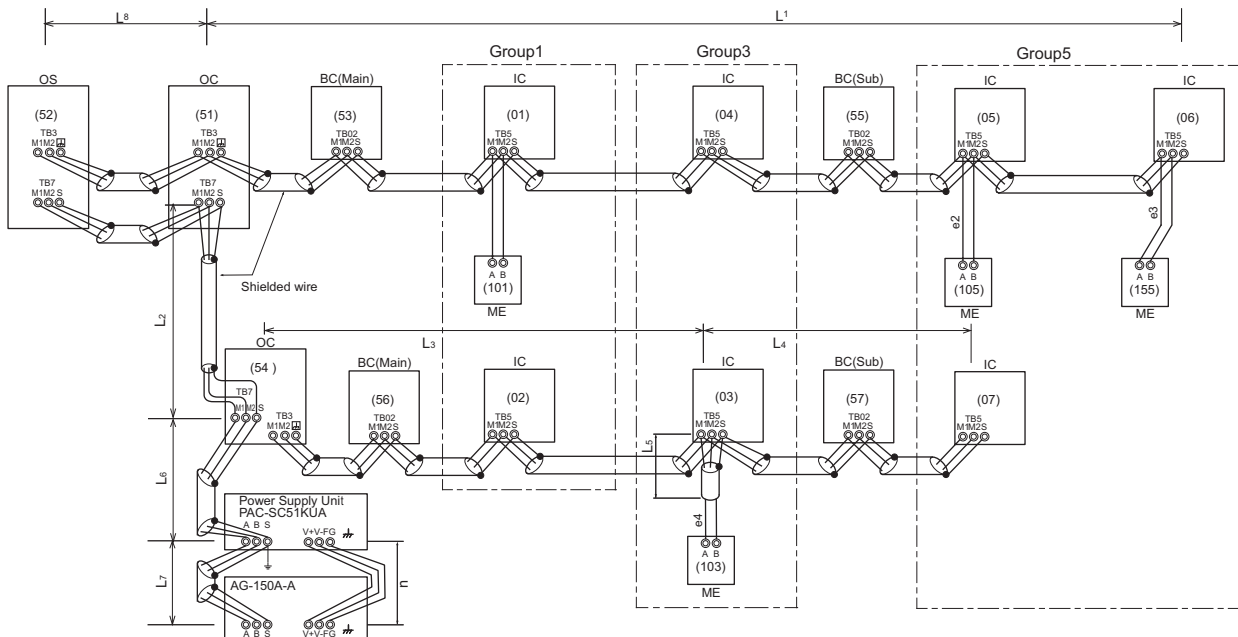 L8
L1
Group1
Group3
Group5
OS
OC
BC(Main)
IC
IC
BC(Sub)
IC
IC
(52)
(51)
(53)
(01)
(04)
(55)
(05)
(06)
TB3
TB3
TB02
TB5
TB5
TB02
TB5
TB5
M1M2
M1M2
M1M2S
M1M2S
M1M2S
M1M2S
M1M2S
M1M2S
TB7
TB7
M1M2 S
M1M2 S
e2
e3
Shielded wire
A B
(101)
ME
A B
(105)
ME
A B
(155)
ME
L2
L3
L4
OC
BC(Main)
IC
IC
BC(Sub)
IC
(54 )
(56)
(02)
(03)
(57)
(07)
TB7
TB3
TB02
TB5
TB5
TB02
TB5
M1M2 S
M1M2
M1M2S
M1M2S
M1M2S
M1M2S
M1M2S
L5
L6
e4
Power Supply Unit
PAC-SC51KUA
A B S
V+V-FG
A B
(103)
ME
L7
n
AG-150A-A
A B S
V+V-FG